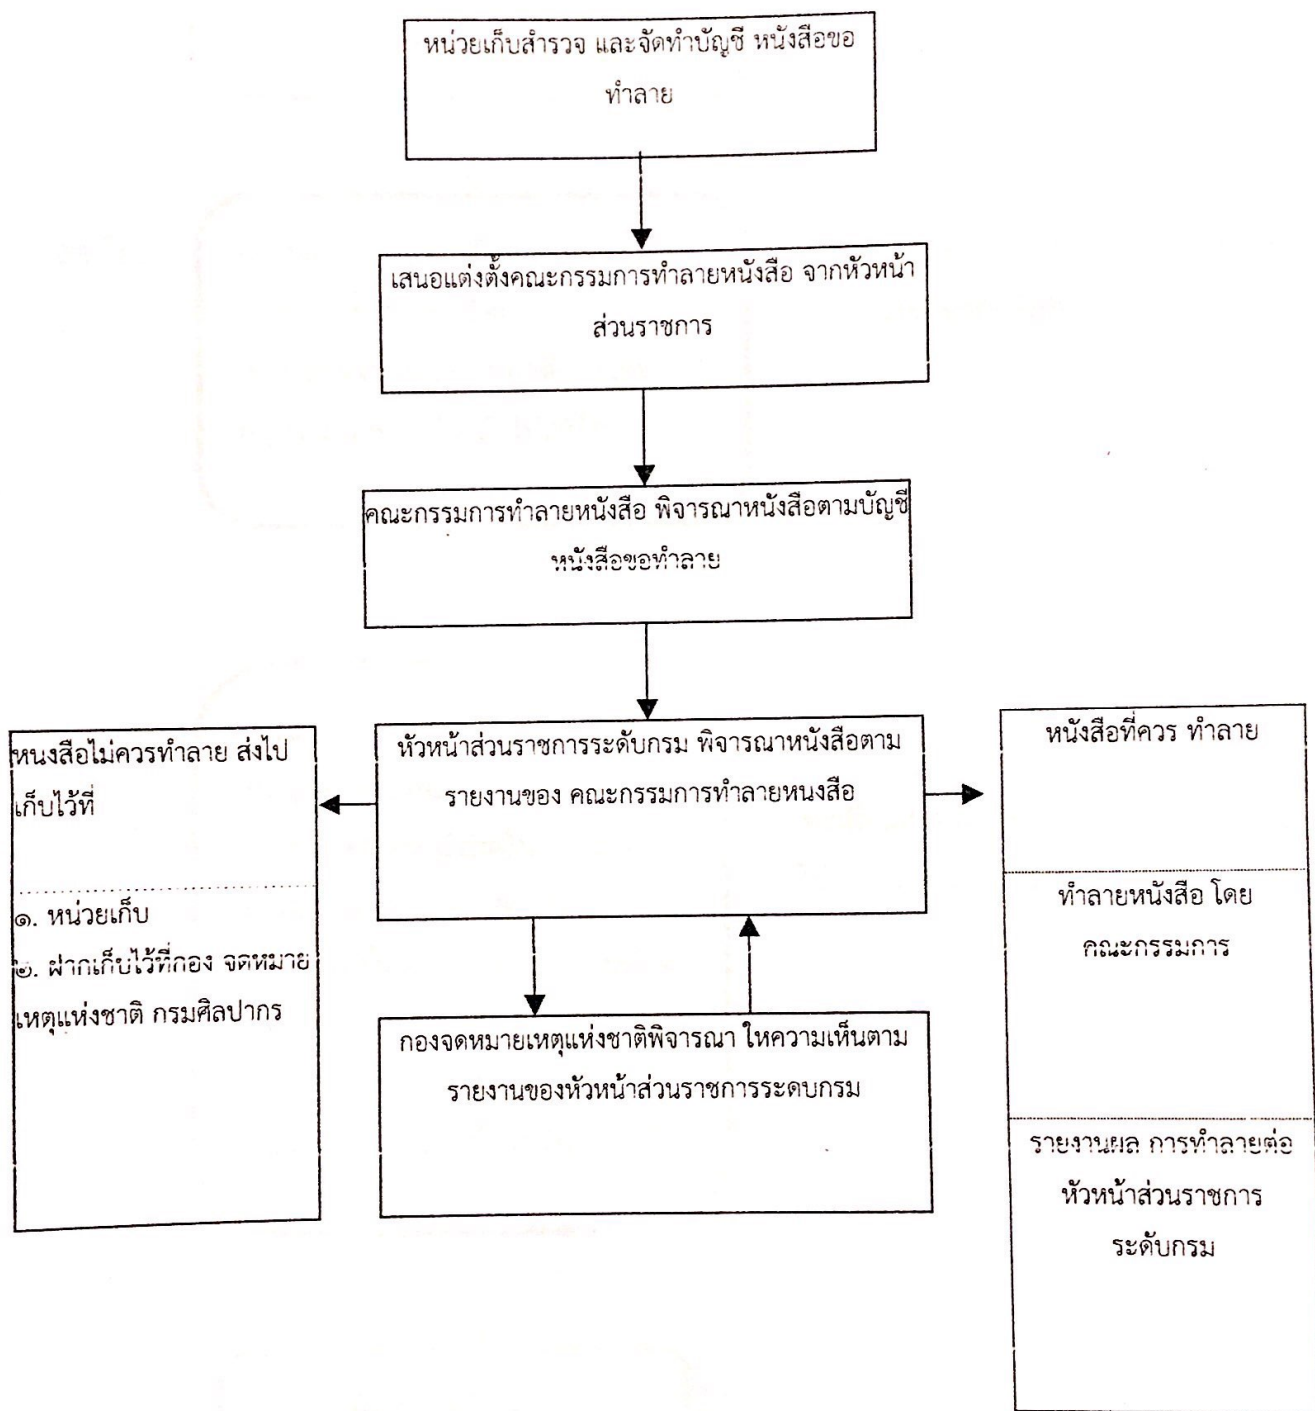 หน่วยเก็บสำรวจ และจัดทำบัญชี หนังสือขอ
ทำลาย
เสนอแต่งตั้งคณะกรรมการทำลายหนังสือ จากหัวหน้า
ส่วนราชการ
คณะกรรมการทำลายหนังสือ พิจารณาหนังสือตามบัญชี
หนังสือขอทำลาย
หัวหน้าส่วนราชการระดับกรม พิจารณาหนังสือตาม
รายงานของ คณะกรรมการทำลายหนงสือ
หนงสือไม่ควรทำลาย ส่งไป
เก็บไว้ที่
๑. หน่วยเก็บ
๒. ฝากเก็บไว้ที่กอง จดหมาย
เหตุแห่งชาติ กรมศิลปากร
กองจดหมายเหตุแห่งชาติพิจารณา ใหความเห็นตาม
รายงานของหัวหน้าส่วนราชการระดบกรม
หนังสือที่ควร ทำลาย
ทำลายหนังสือ โดย
คณะกรรมการ
รายงานผล การทำลายต่อ
หัวหน้าส่วนราชการ
ระดับกรม